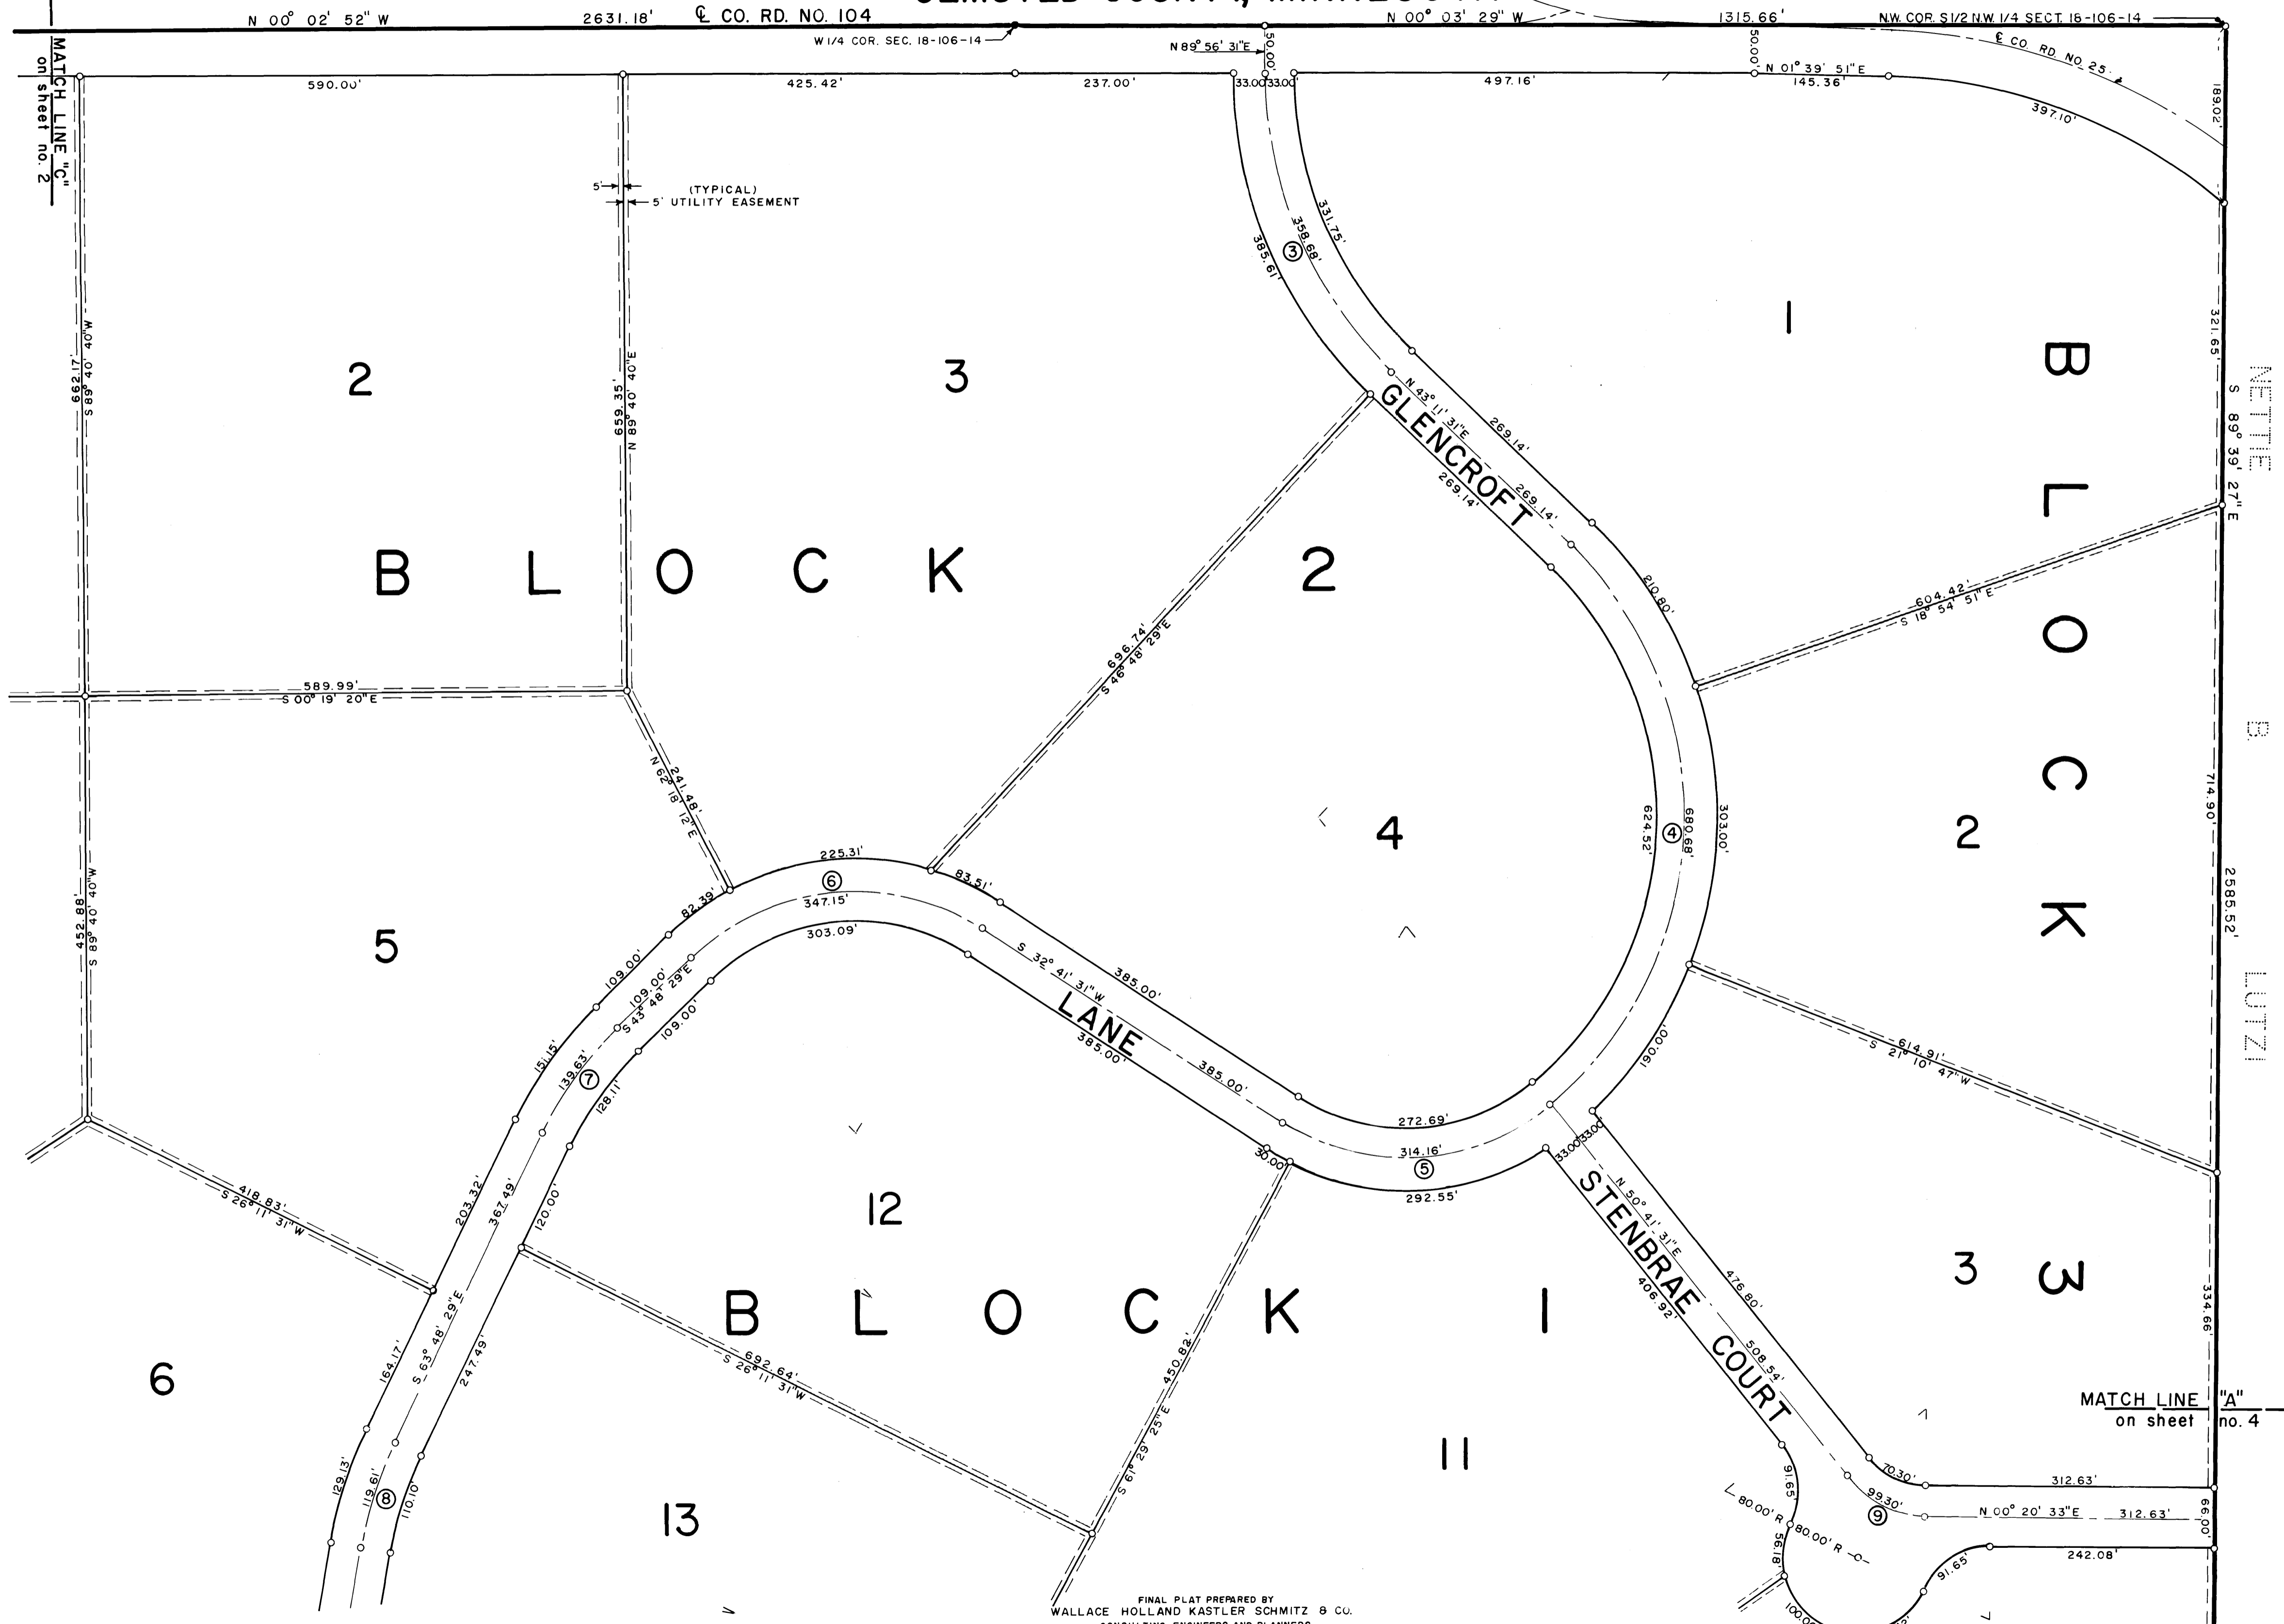 N 00° 02' 52" W
2631.18'
℄ CO. RD. NO. 104
N 00° 03' 29" W
1315.66'
N.W. COR. S 1/2 N.W. 1/4 SECT. 18-106-14
W 1/4 COR. SEC. 18-106-14
N 89° 56' 31" E
50.00'
50.00'
℄ CO. RD. NO. 25
MATCH LINE "C"
on sheet no. 2
590.00'
425.42'
237.00'
33.00'
33.00'
497.16'
N 01° 39' 51" E
145.36'
397.10'
189.02'
5'
(TYPICAL)
5' UTILITY EASEMENT
331.75'
358.68'
3
385.61'
1
321.65'
662.17'
S 89° 40' 40" W
659.35'
N 89° 40' 40" E
2
3
N 43° 11' 31" E
GLENCROFT
269.14'
269.14'
269.14'
S 89° 39' 27" E
NETTIE
B.
LUTZI
BLOCK
3
BLOCK 2
210.80'
604.42'
S 18° 54' 51" E
696.74'
S 46° 48' 29" E
589.99'
S 00° 19' 20" E
241.48'
N 62° 18' 12" E
714.90'
2585.52'
4
624.52'
680.68'
4
303.00'
2
225.31'
6
347.15'
303.09'
83.51'
82.39'
452.88'
S 89° 40' 40" W
5
109.00'
109.00'
S 43° 48' 29" E
109.00'
S 32° 41' 31" W
385.00'
LANE
385.00'
385.00'
190.00'
614.91'
S 21° 10' 47" W
151.15'
139.63'
7
128.11'
272.69'
314.16'
5
292.55'
30.00'
33.00'
33.00'
418.83'
S 26° 11' 31" W
203.32'
367.49'
120.00'
12
N 50° 41' 31" E
STENBRAE COURT
476.80'
406.92'
508.54'
3
334.66'
BLOCK 1
S 63° 48' 29" E
164.17'
247.49'
692.64'
S 26° 11' 31" W
450.82'
S 61° 29' 25" E
6
11
13
MATCH LINE "A"
on sheet no. 4
129.13'
119.61'
8
110.10'
91.65'
80.00' R
80.00' R
56.18'
70.30'
99.30'
9
312.63'
N 00° 20' 33" E
312.63'
66.00'
91.65'
242.08'
FINAL PLAT PREPARED BY
WALLACE HOLLAND KASTLER SCHMITZ & CO.